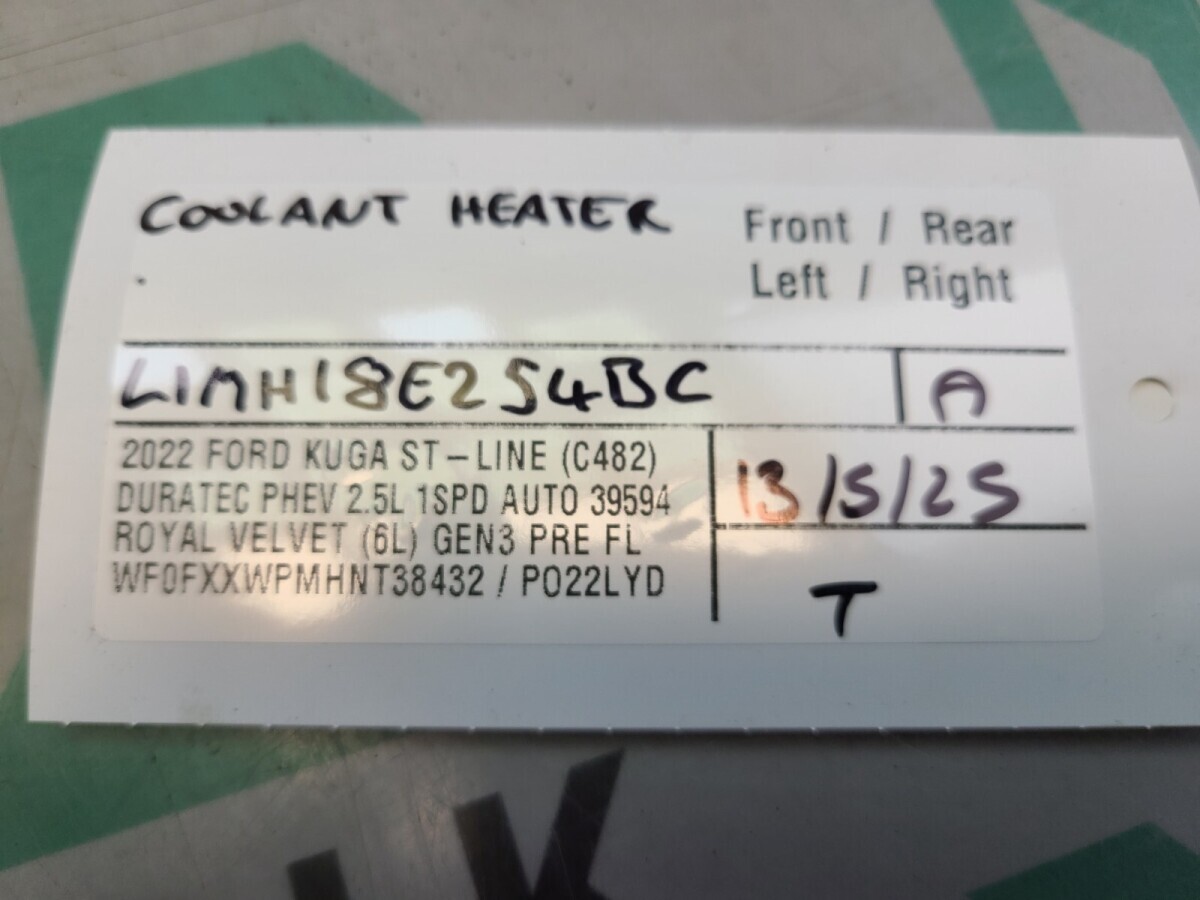 COOLANT HEATER
Front / Rear
Left / Right
L1MH18E254BC
A
2022 FORD KUGA ST-LINE (C482)
DURATEC PHEV 2.5L 1SPD AUTO 39594
ROYAL VELVET (6L) GEN3 PRE FL
WF0FXXWPMHNT38432 / PO22LYD
13/5/25
T